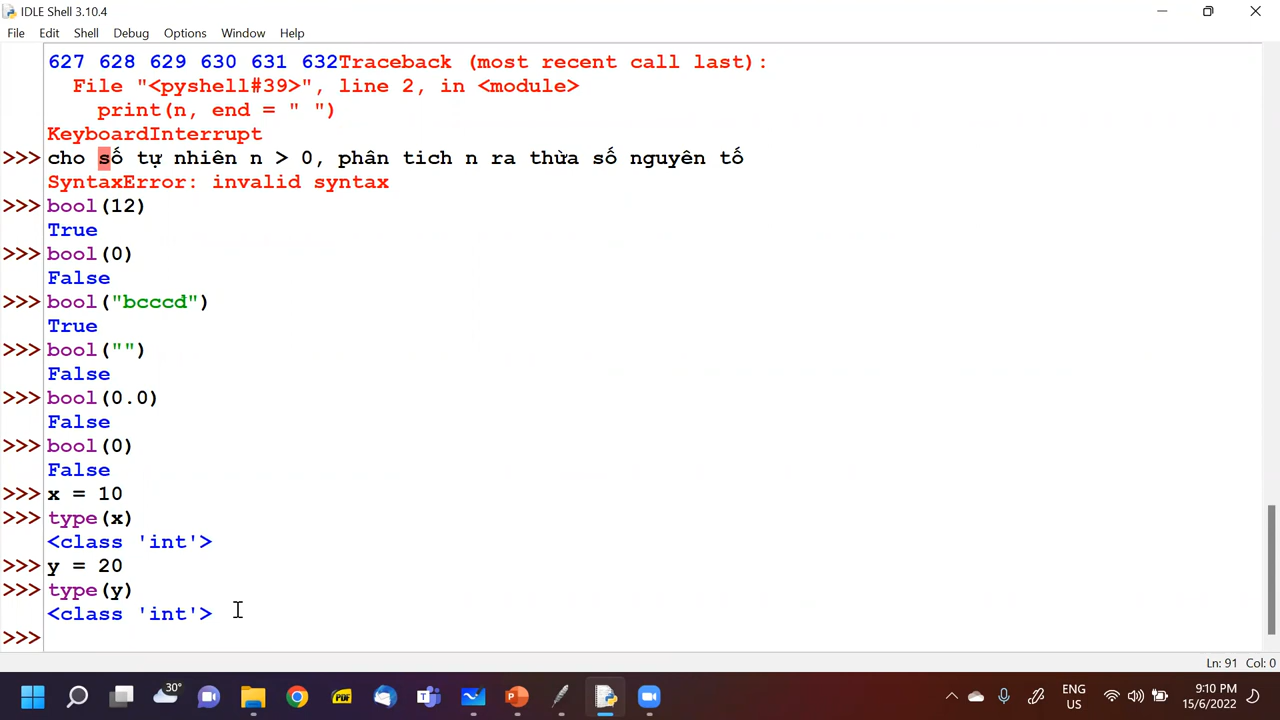 IDLE Shell 3.10.4
File Edit Shell Debug Options Window Help
627 628 629 630 631 632Traceback (most recent call last):
  File "<pyshell#39>", line 2, in <module>
    print(n, end = " ")
KeyboardInterrupt
>>> cho số tự nhiên n > 0, phân tich n ra thừa số nguyên tố
SyntaxError: invalid syntax
>>> bool(12)
True
>>> bool(0)
False
>>> bool("bcccd")
True
>>> bool("")
False
>>> bool(0.0)
False
>>> bool(0)
False
>>> x = 10
>>> type(x)
<class 'int'>
>>> y = 20
>>> type(y)
<class 'int'>
>>>
Ln: 91 Col: 0
30°
PDF
ENG
US
9:10 PM
15/6/2022